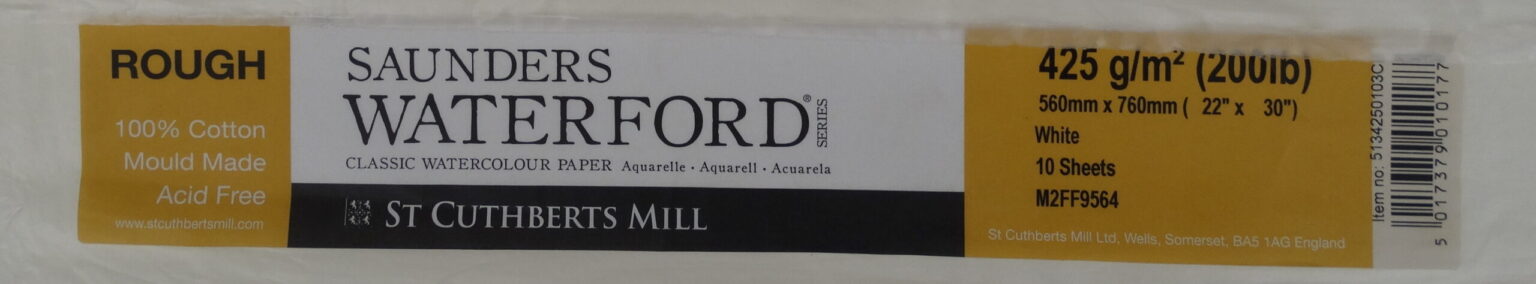 ROUGH
100% Cotton
Mould Made
Acid Free
www.stcuthbertsmill.com
SAUNDERS
WATERFORD®
SERIES
CLASSIC WATERCOLOUR PAPER Aquarelle · Aquarell · Acuarela
ST CUTHBERTS MILL
425 g/m² (200lb)
560mm x 760mm ( 22" x 30")
White
10 Sheets
M2FF9564
St Cuthberts Mill Ltd, Wells, Somerset, BA5 1AG England
Item no: 5134250103C
5 017379 010177